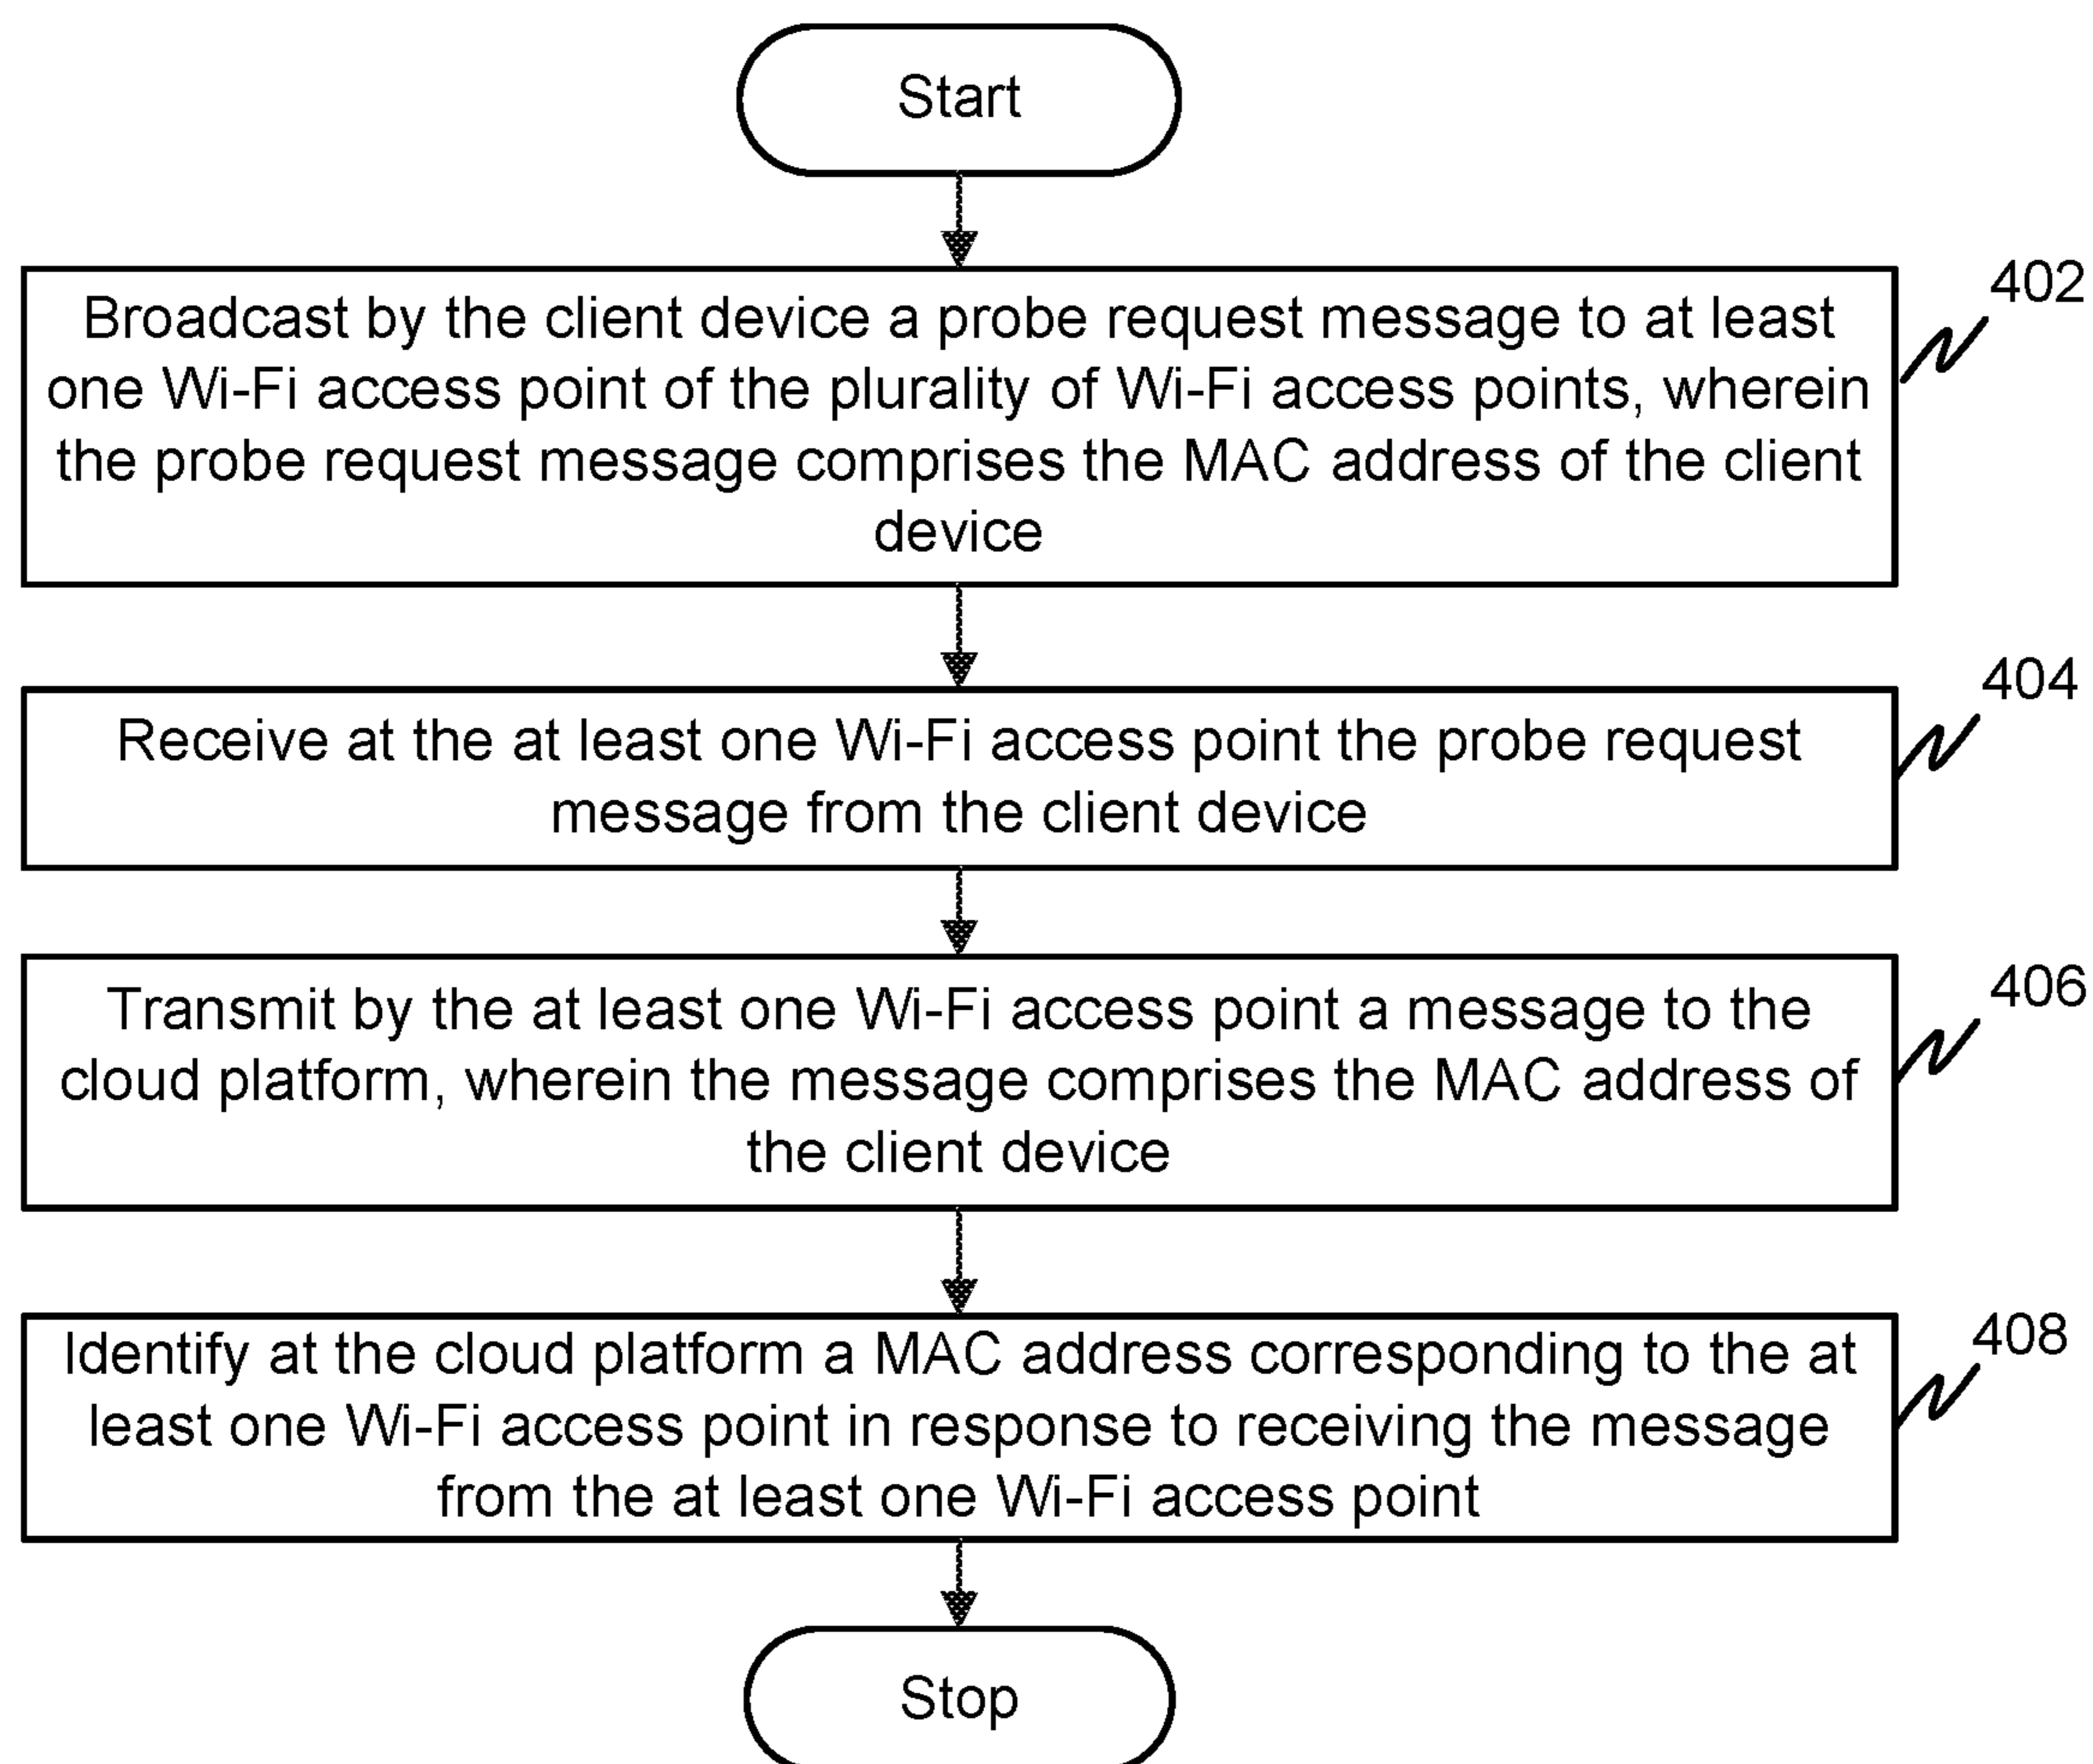 Start
402
Broadcast by the client device a probe request message to at least
one Wi-Fi access point of the plurality of Wi-Fi access points, wherein
the probe request message comprises the MAC address of the client
device
404
Receive at the at least one Wi-Fi access point the probe request
message from the client device
406
Transmit by the at least one Wi-Fi access point a message to the
cloud platform, wherein the message comprises the MAC address of
the client device
408
Identify at the cloud platform a MAC address corresponding to the at
least one Wi-Fi access point in response to receiving the message
from the at least one Wi-Fi access point
Stop